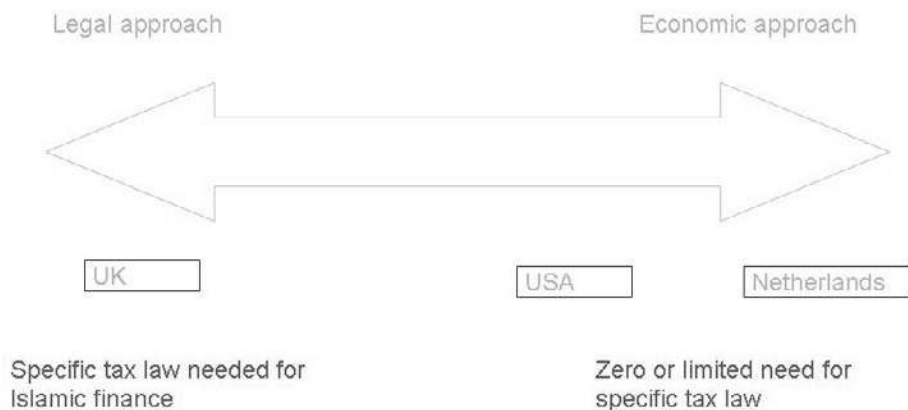 Legal approach
Economic approach
UK
USA
Netherlands
Specific tax law needed for
Islamic finance
Zero or limited need for
specific tax law